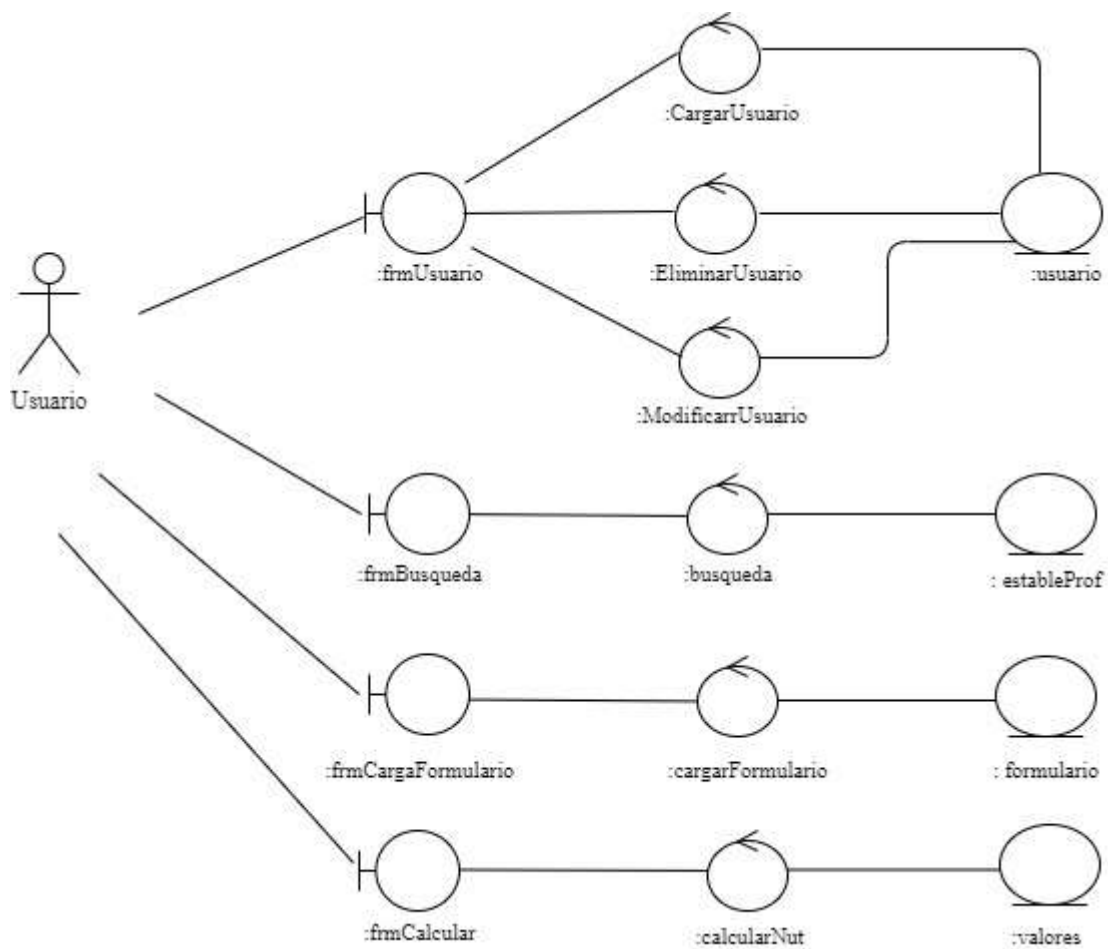 :CargarUsuario
:frmUsuario
:EliminarUsuario
:usuario
Usuario
:ModificarrUsuario
:frmBusqueda
:busqueda
: estableProf
:frmCargaFormulario
:cargarFormulario
: formulario
:frmCalcular
:calcularNut
:valores